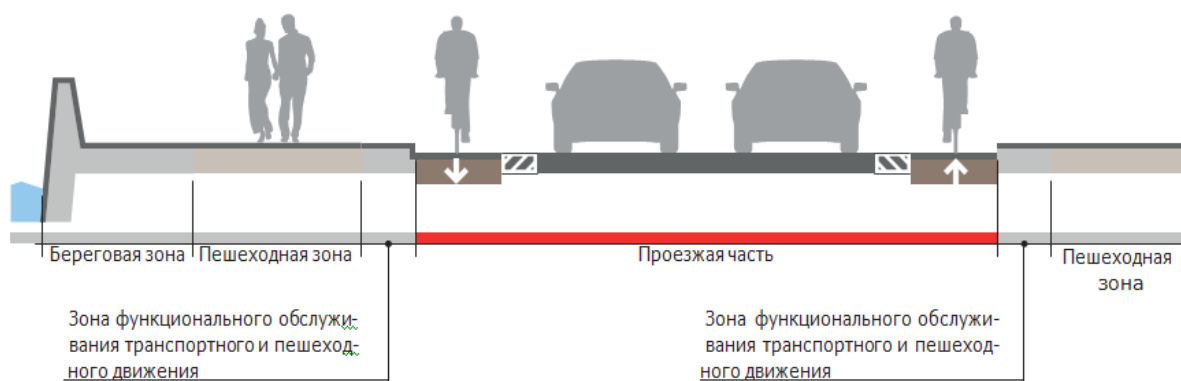 Береговая зона
Пешеходная зона
Проезжая часть
Пешеходная
зона
Зона функционального обслужи-
вания транспортного и пешеход-
ного движения
Зона функционального обслужи-
вания транспортного и пешеход-
ного движения